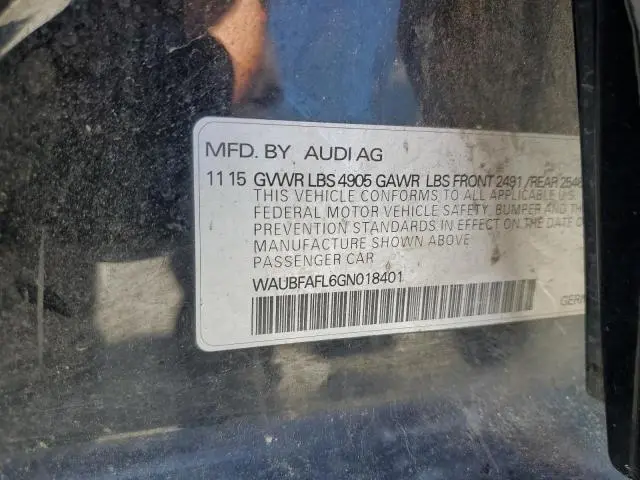 MFD. BY AUDI AG
11 15 GVWR LBS 4905 GAWR LBS FRONT 2491 /REAR 2546
THIS VEHICLE CONFORMS TO ALL APPLICABLE U.S.
FEDERAL MOTOR VEHICLE SAFETY, BUMPER AND
PREVENTION STANDARDS IN EFFECT ON THE DATE
MANUFACTURE SHOWN ABOVE
PASSENGER CAR
WAUBFAFL6GN018401